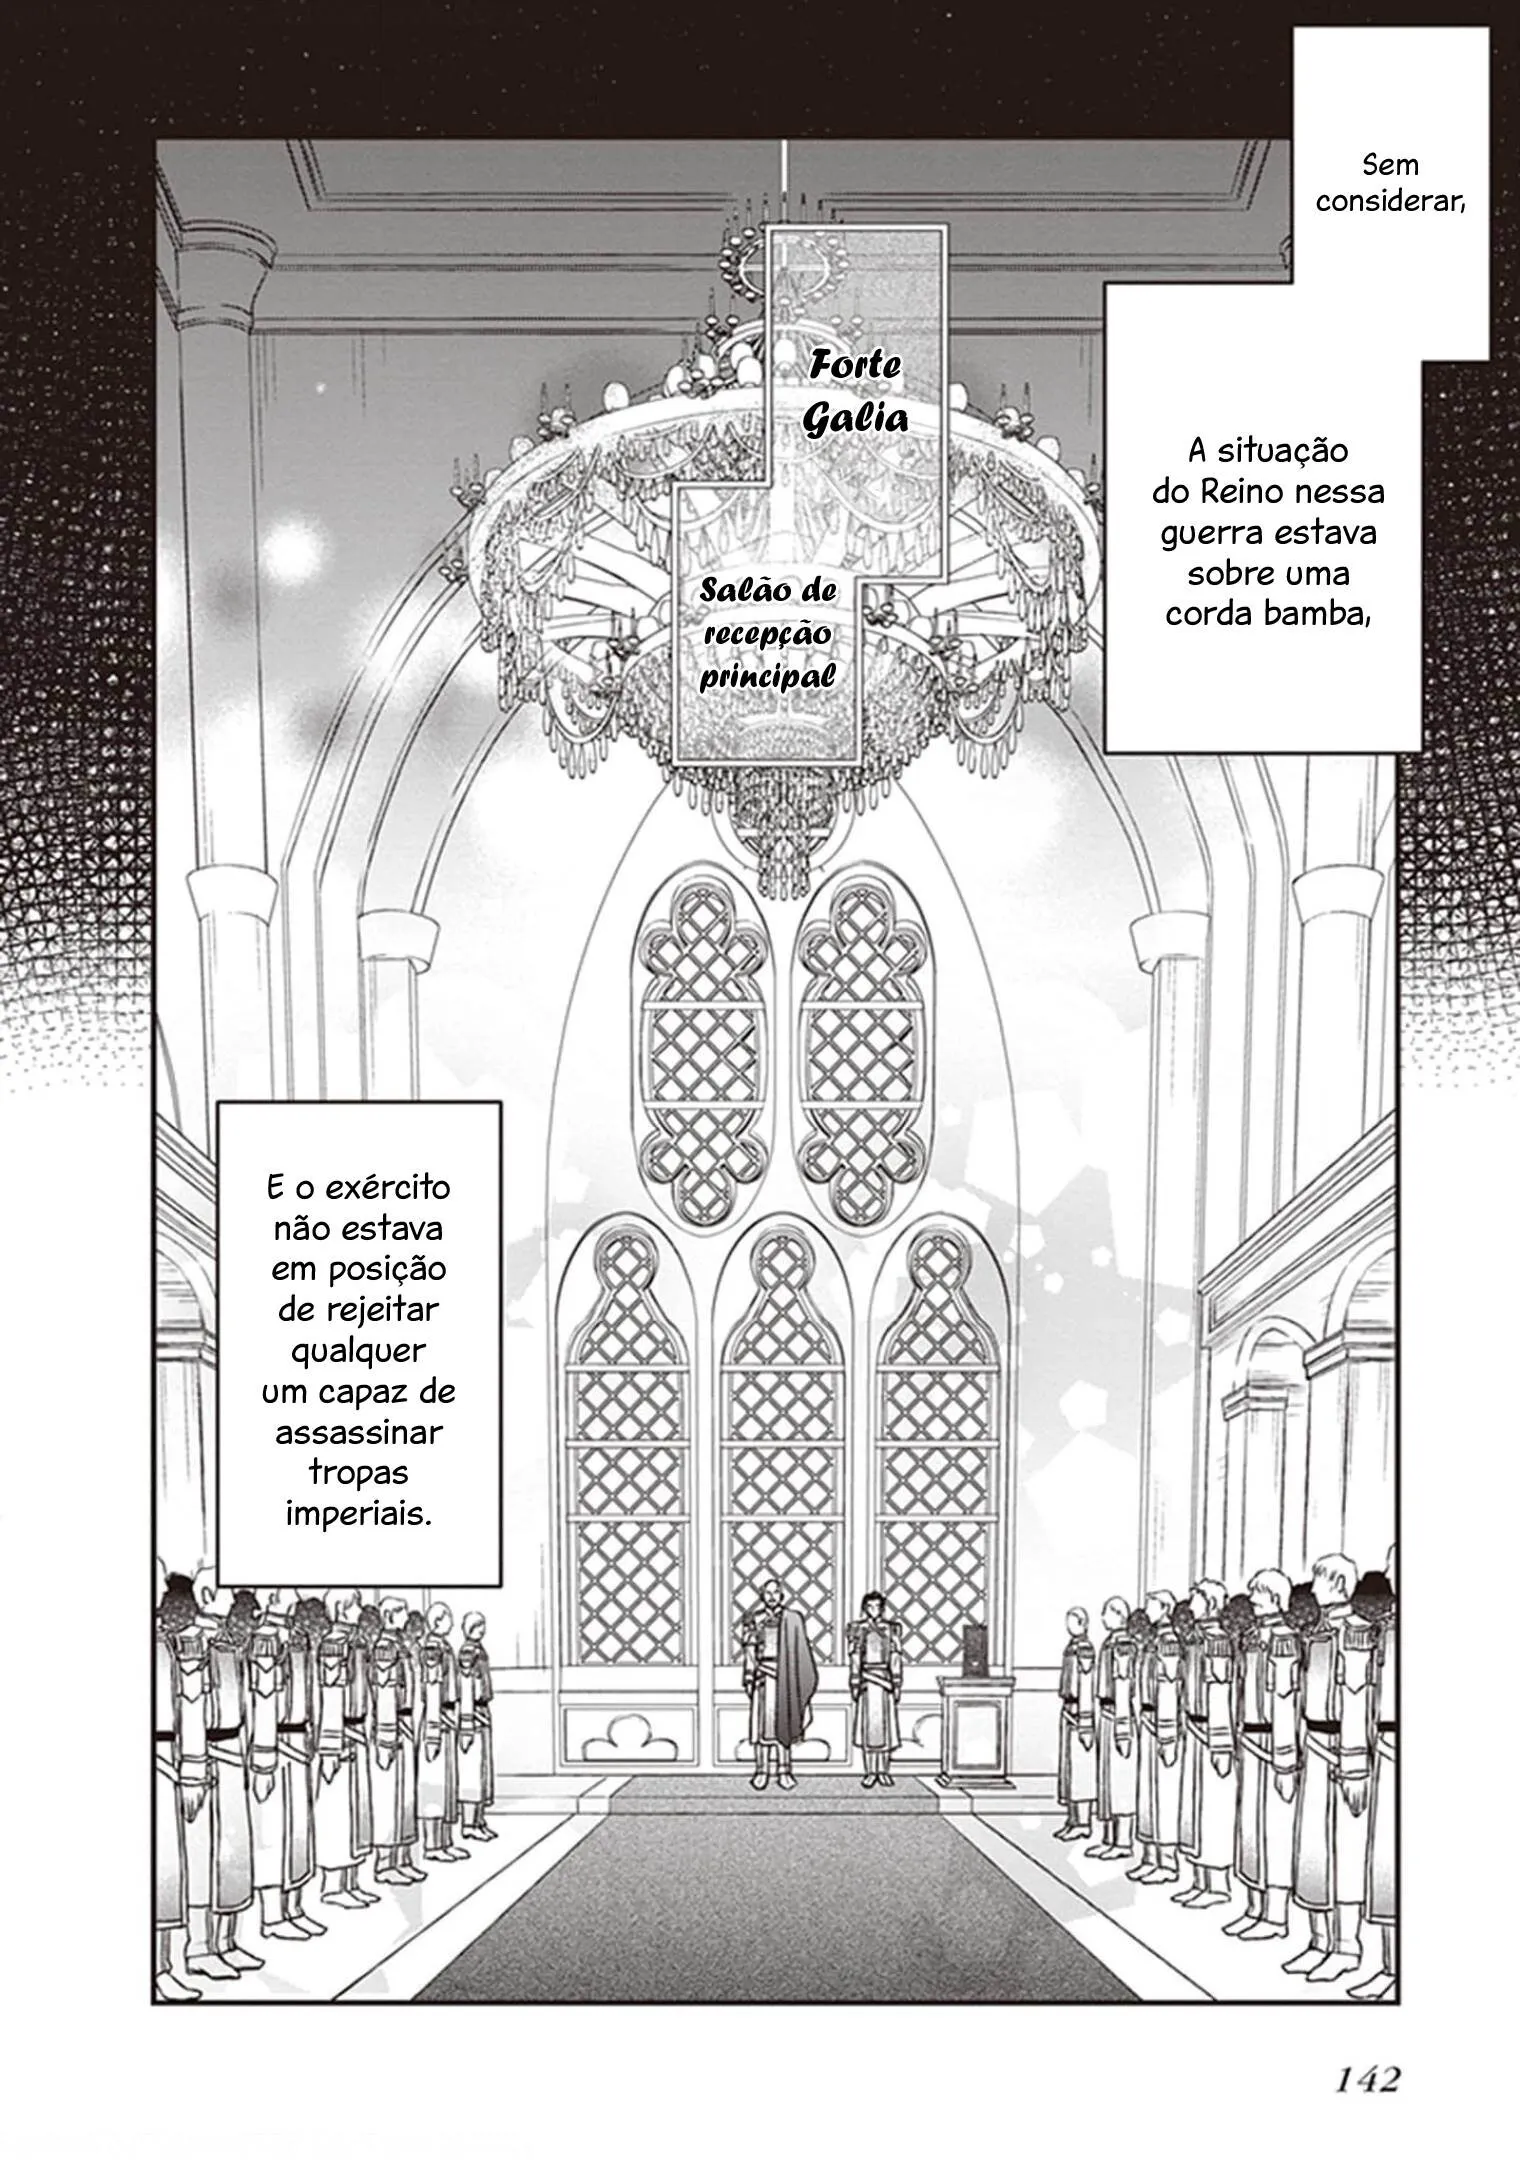 Sem
considerar,
A situação
do Reino nessa
guerra estava
sobre uma
corda bamba,
Forte
Galia
Salão de
recepção
principal
E o exército
não estava
em posição
de rejeitar
qualquer
um capaz de
assassinar
tropas
imperiais.
142